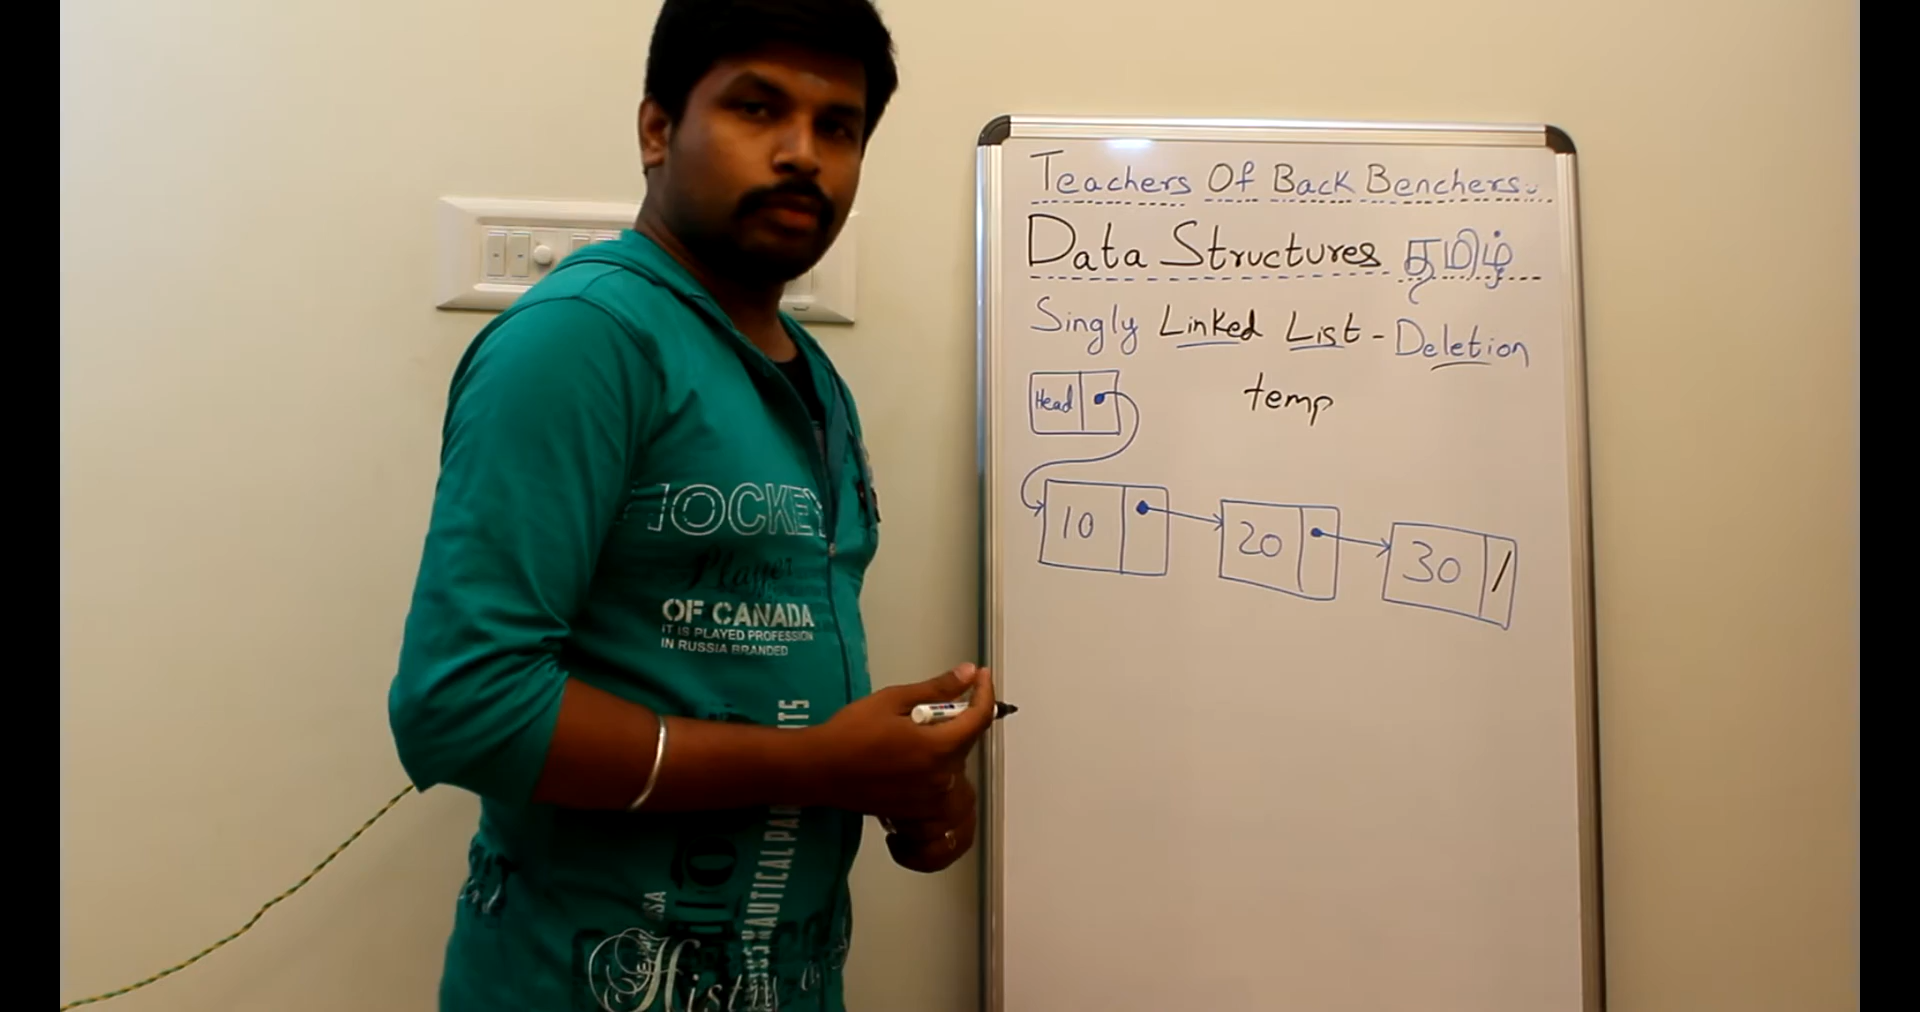 Teachers Of Back Benchers.
Data Structures தமிழ்
Singly Linked List - Deletion
Head
temp
10 20 30 /
HOCKEY
Player
OF CANADA
IT IS PLAYED PROFESSION
IN RUSSIA BRANDED